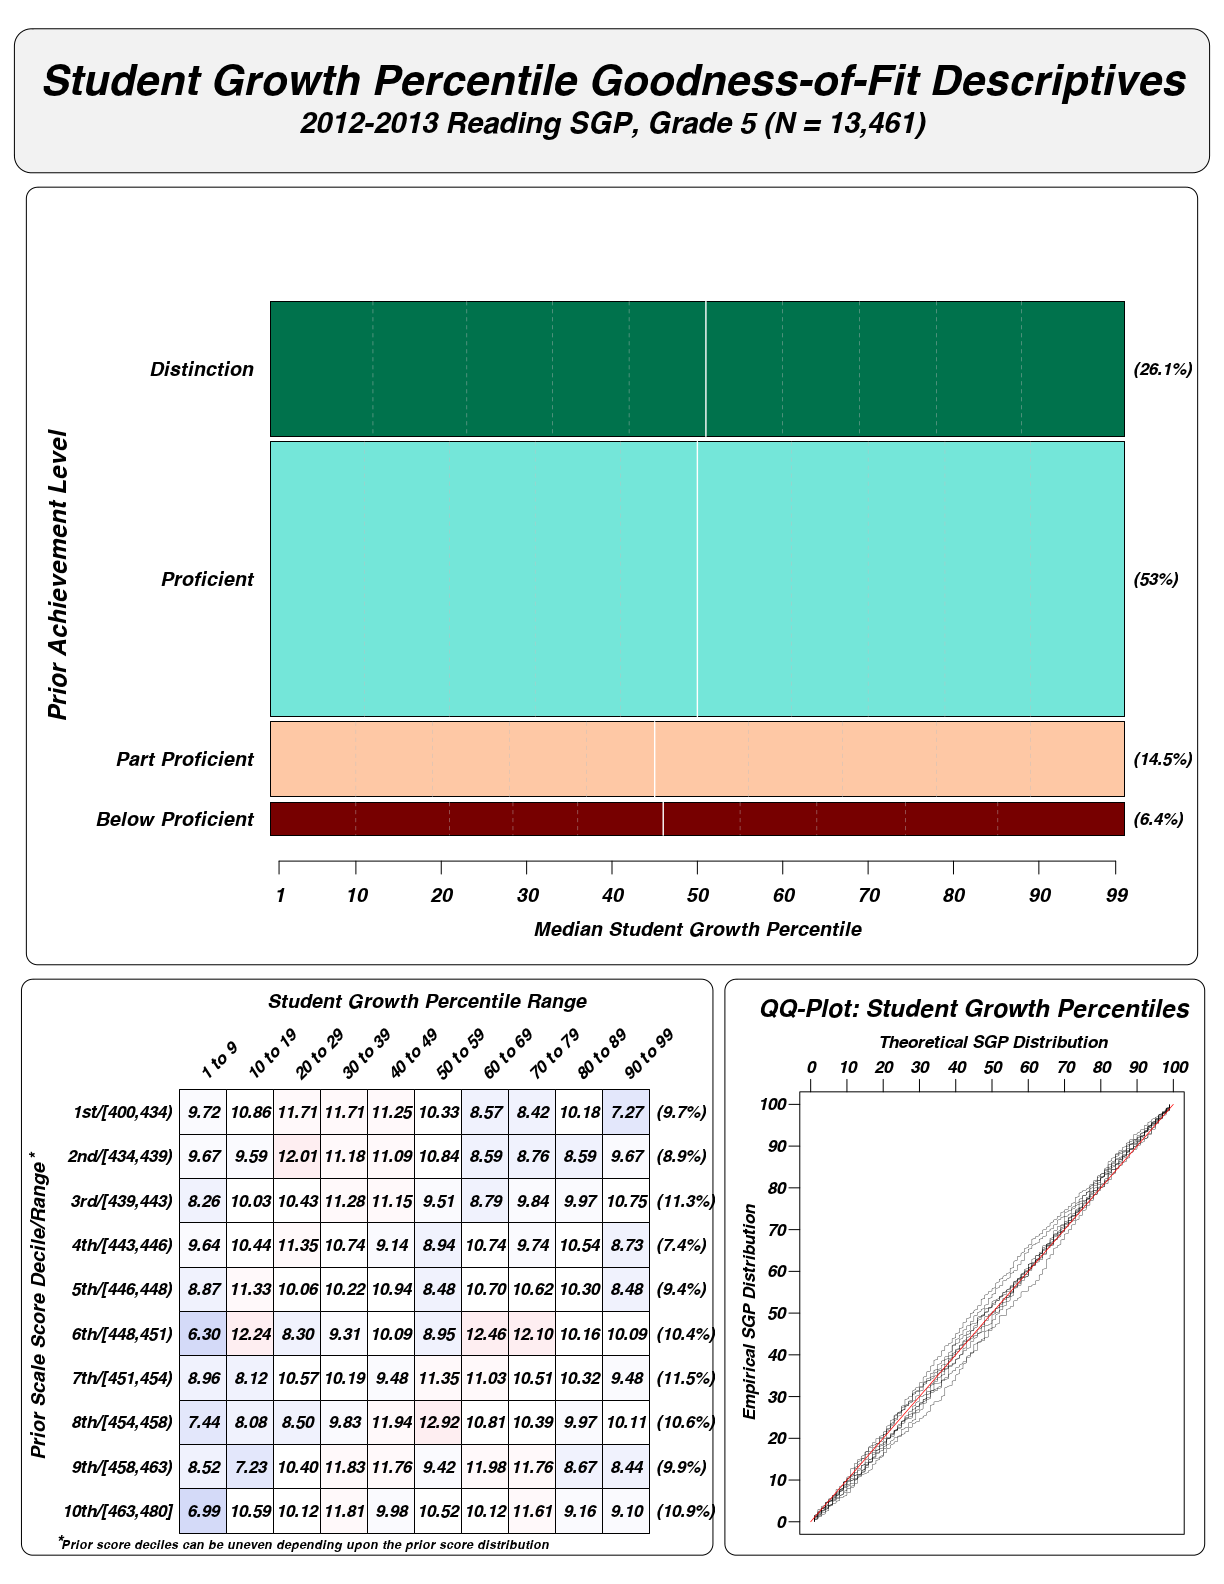 Student Growth Percentile Goodness-of-Fit Descriptives
2012-2013 Reading SGP, Grade 5 (N = 13,461)
Prior Achievement Level
Distinction (26.1%)
Proficient (53%)
Part Proficient (14.5%)
Below Proficient (6.4%)
1 10 20 30 40 50 60 70 80 90 99
Median Student Growth Percentile
Student Growth Percentile Range
1 to 9 10 to 19 20 to 29 30 to 39 40 to 49 50 to 59 60 to 69 70 to 79 80 to 89 90 to 99
Prior Scale Score Decile/Range*
1st/[400,434) 9.72 10.86 11.71 11.71 11.25 10.33 8.57 8.42 10.18 7.27 (9.7%)
2nd/[434,439) 9.67 9.59 12.01 11.18 11.09 10.84 8.59 8.76 8.59 9.67 (8.9%)
3rd/[439,443) 8.26 10.03 10.43 11.28 11.15 9.51 8.79 9.84 9.97 10.75 (11.3%)
4th/[443,446) 9.64 10.44 11.35 10.74 9.14 8.94 10.74 9.74 10.54 8.73 (7.4%)
5th/[446,448) 8.87 11.33 10.06 10.22 10.94 8.48 10.70 10.62 10.30 8.48 (9.4%)
6th/[448,451) 6.30 12.24 8.30 9.31 10.09 8.95 12.46 12.10 10.16 10.09 (10.4%)
7th/[451,454) 8.96 8.12 10.57 10.19 9.48 11.35 11.03 10.51 10.32 9.48 (11.5%)
8th/[454,458) 7.44 8.08 8.50 9.83 11.94 12.92 10.81 10.39 9.97 10.11 (10.6%)
9th/[458,463) 8.52 7.23 10.40 11.83 11.76 9.42 11.98 11.76 8.67 8.44 (9.9%)
10th/[463,480] 6.99 10.59 10.12 11.81 9.98 10.52 10.12 11.61 9.16 9.10 (10.9%)
*Prior score deciles can be uneven depending upon the prior score distribution
QQ-Plot: Student Growth Percentiles
Theoretical SGP Distribution
0 10 20 30 40 50 60 70 80 90 100
Empirical SGP Distribution
100
90
80
70
60
50
40
30
20
10
0